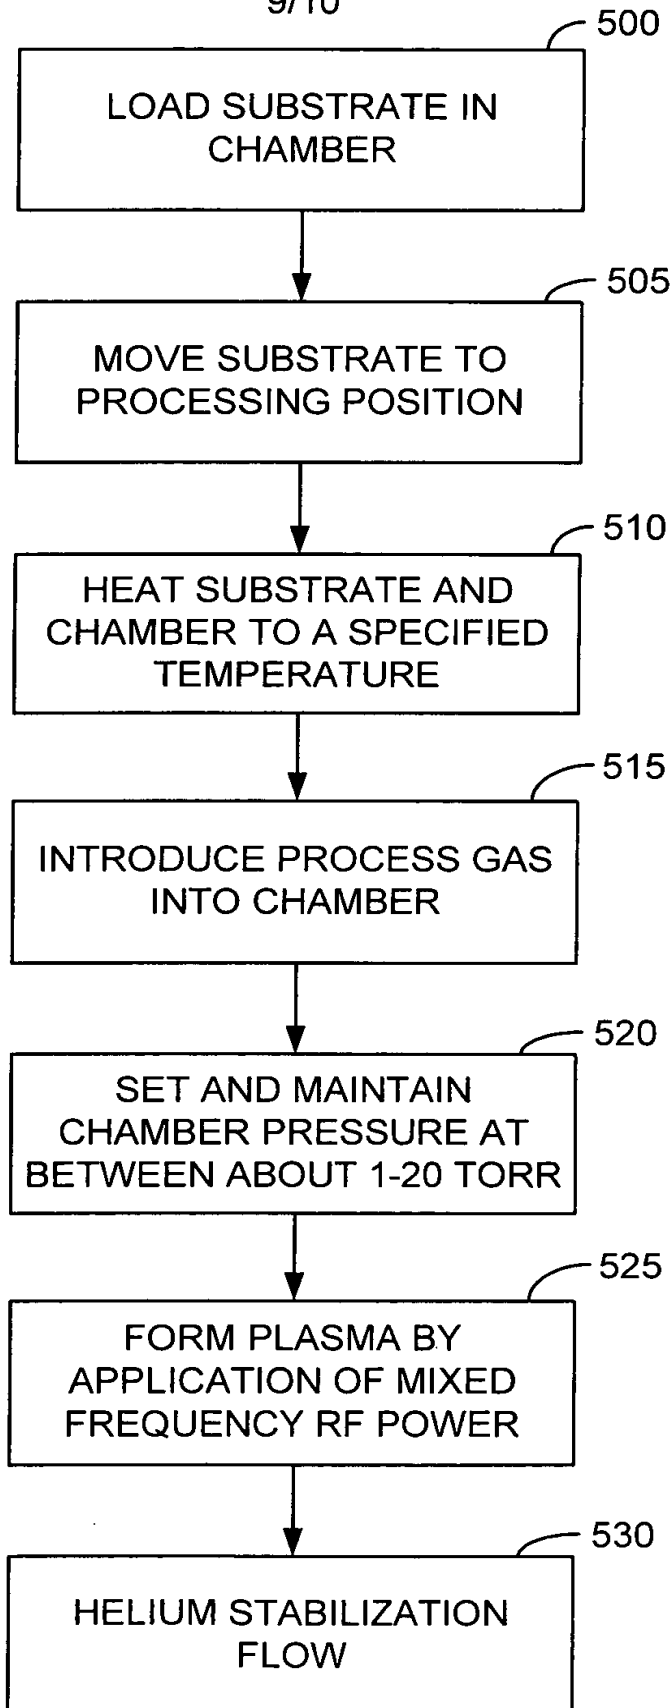 9/10
500
LOAD SUBSTRATE IN
CHAMBER
505
MOVE SUBSTRATE TO
PROCESSING POSITION
510
HEAT SUBSTRATE AND
CHAMBER TO A SPECIFIED
TEMPERATURE
515
INTRODUCE PROCESS GAS
INTO CHAMBER
520
SET AND MAINTAIN
CHAMBER PRESSURE AT
BETWEEN ABOUT 1-20 TORR
525
FORM PLASMA BY
APPLICATION OF MIXED
FREQUENCY RF POWER
530
HELIUM STABILIZATION
FLOW